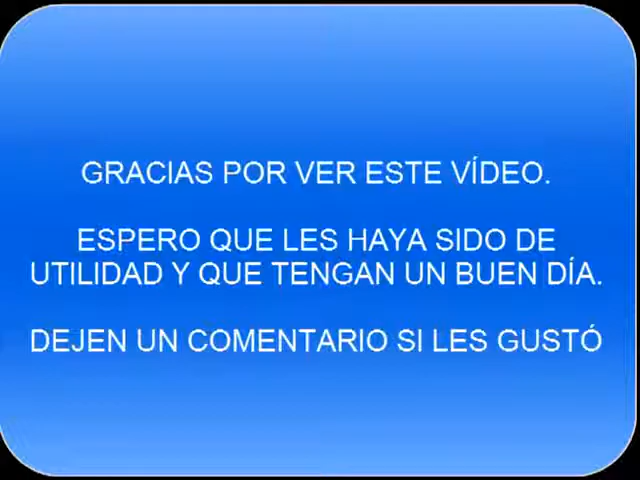 GRACIAS POR VER ESTE VÍDEO.
ESPERO QUE LES HAYA SIDO DE
UTILIDAD Y QUE TENGAN UN BUEN DÍA.
DEJEN UN COMENTARIO SI LES GUSTÓ